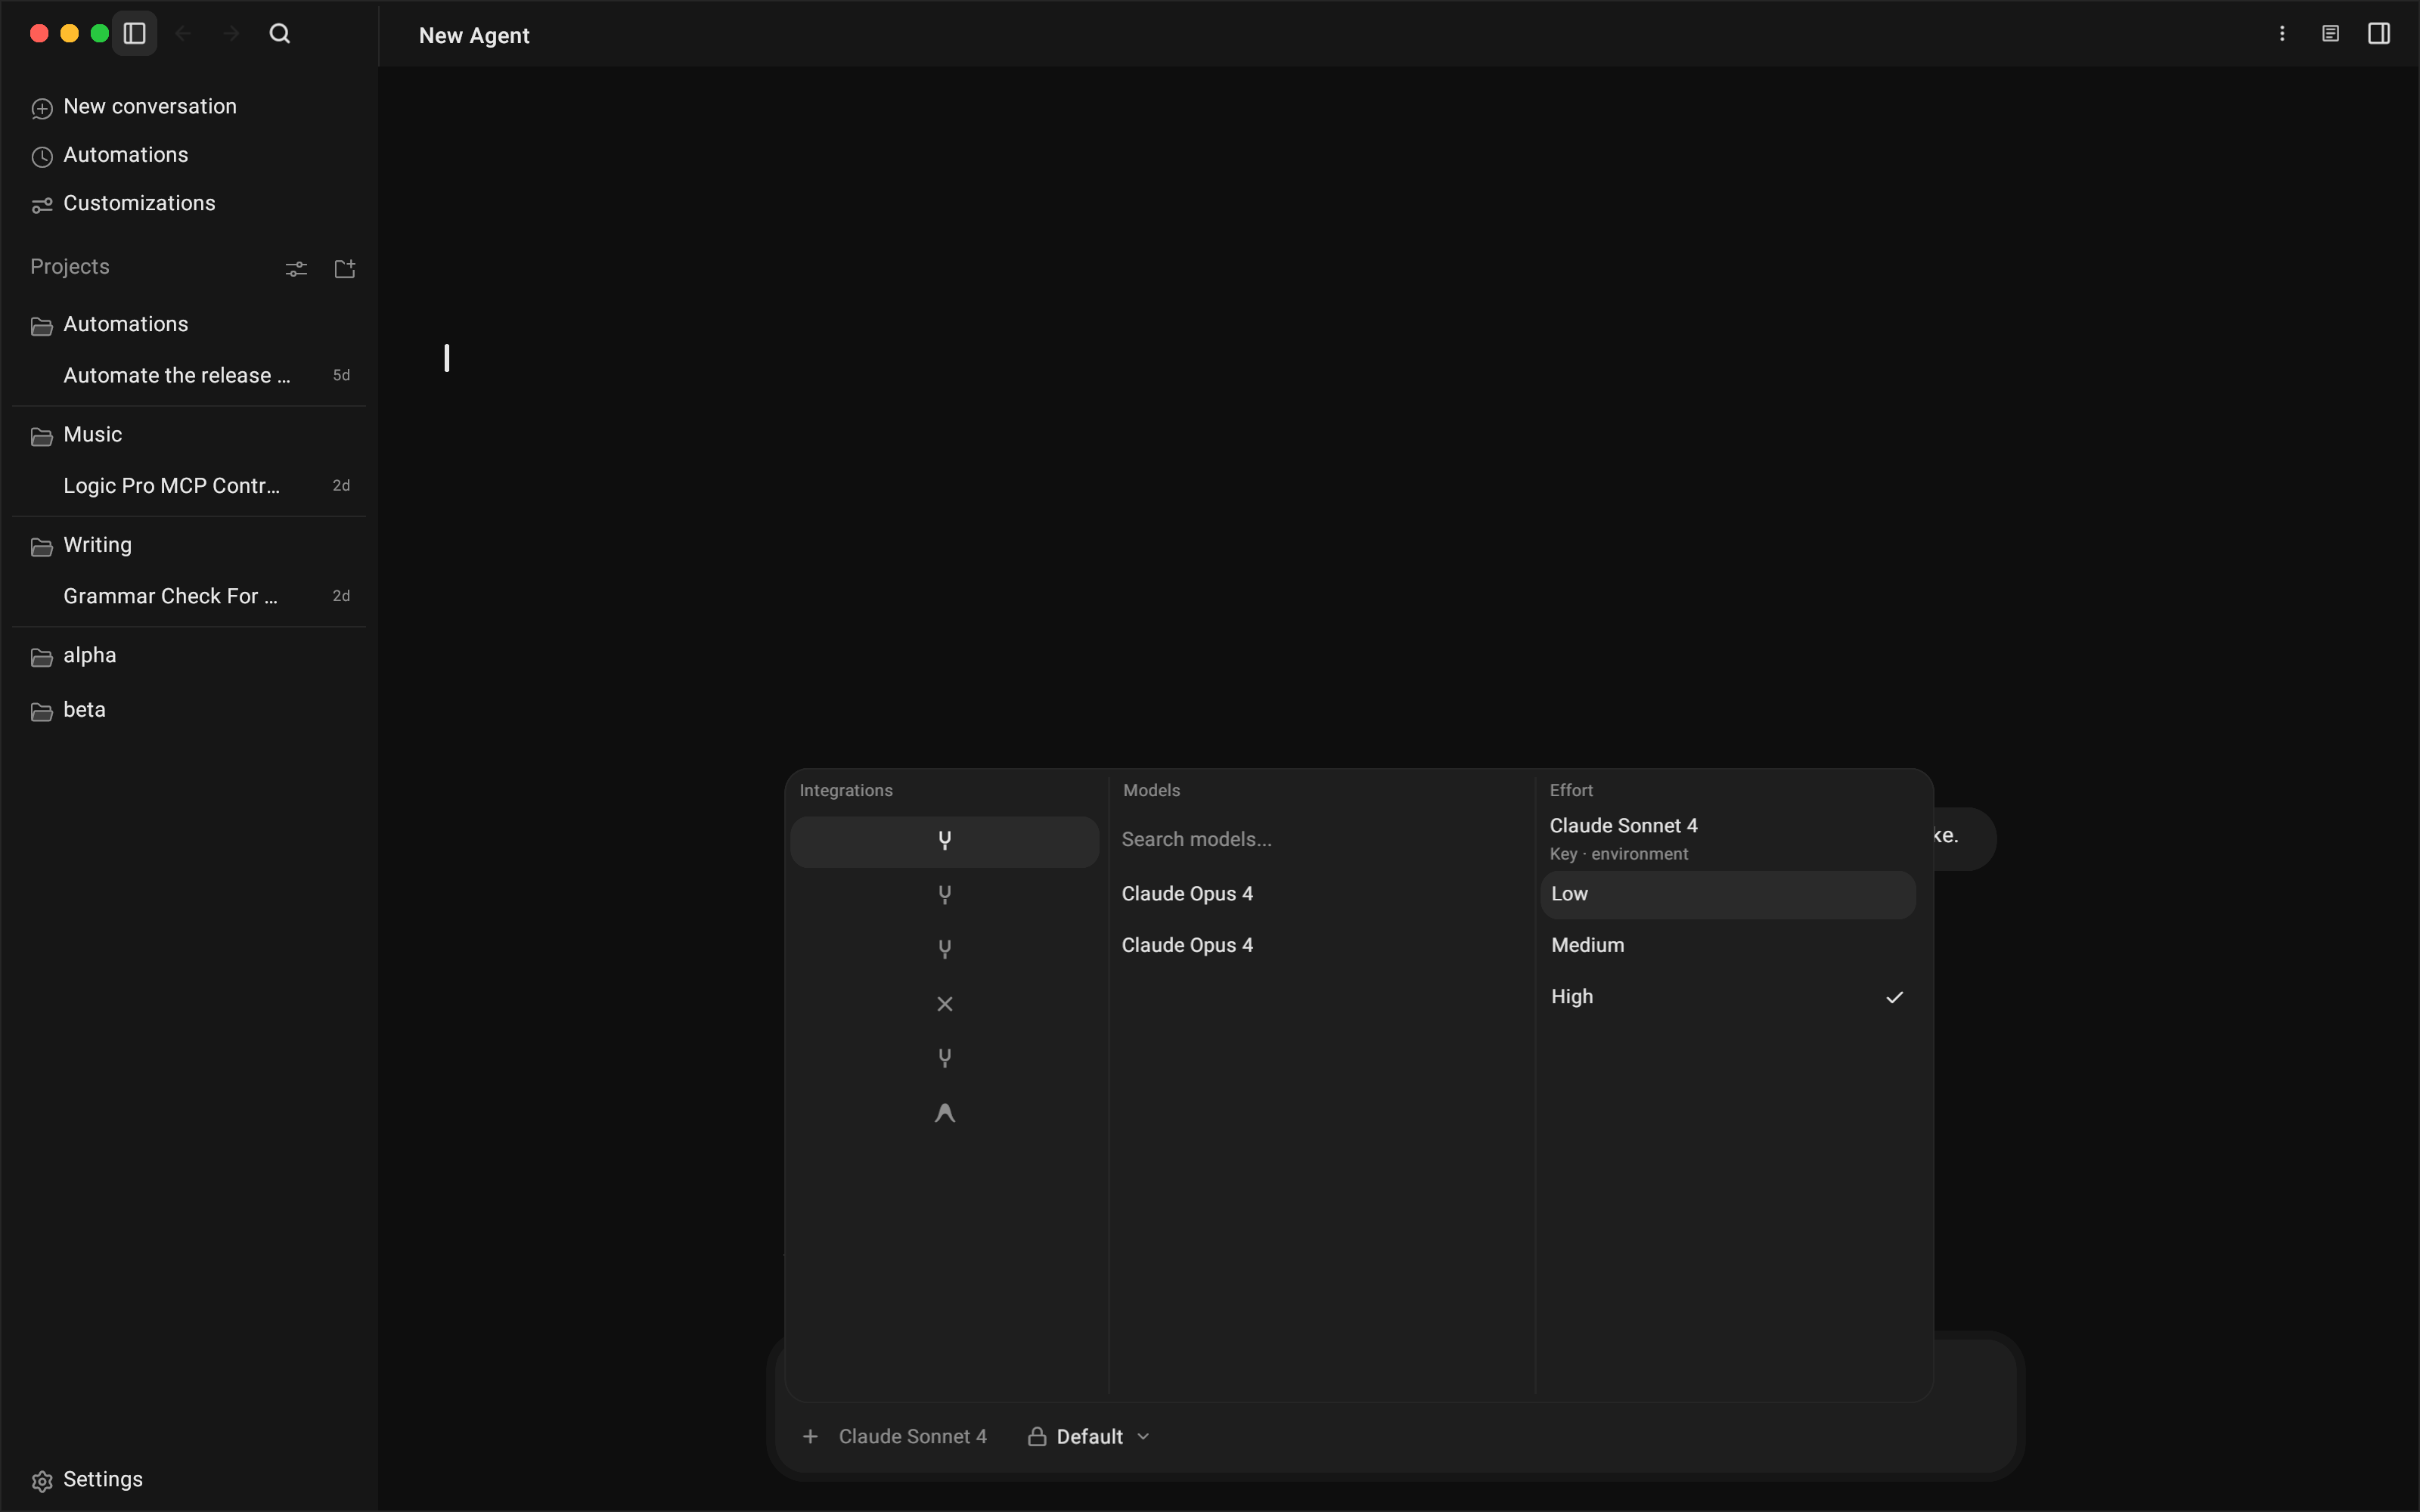 New Agent
New conversation
Automations
Customizations
Projects
Automations
Automate the release ... 5d
Music
Logic Pro MCP Contr... 2d
Writing
Grammar Check For ... 2d
alpha
beta
Settings
Integrations
Models
Search models...
Claude Opus 4
Claude Opus 4
Effort
Claude Sonnet 4
Key · environment
Low
Medium
High
ke.
Claude Sonnet 4
Default